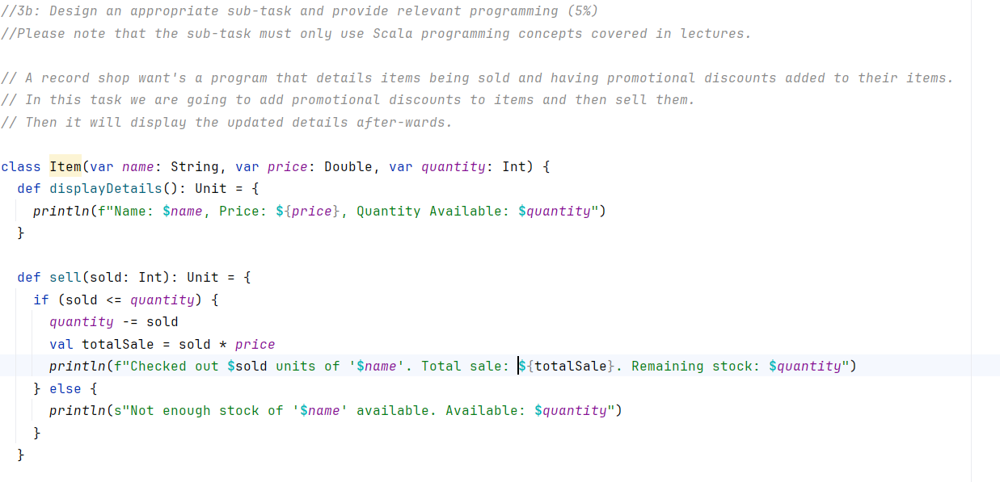 //3b: Design an appropriate sub-task and provide relevant programming (5%)
//Please note that the sub-task must only use Scala programming concepts covered in lectures.
// A record shop want's a program that details items being sold and having promotional discounts added to their items.
// In this task we are going to add promotional discounts to items and then sell them.
// Then it will display the updated details after-wards.
class Item(var name: String, var price: Double, var quantity: Int) {
  def displayDetails(): Unit = {
    println(f"Name: $name, Price: ${price}, Quantity Available: $quantity")
  }
  def sell(sold: Int): Unit = {
    if (sold <= quantity) {
      quantity -= sold
      val totalSale = sold * price
      println(f"Checked out $sold units of '$name'. Total sale: ${totalSale}. Remaining stock: $quantity")
    } else {
      println(s"Not enough stock of '$name' available. Available: $quantity")
    }
  }